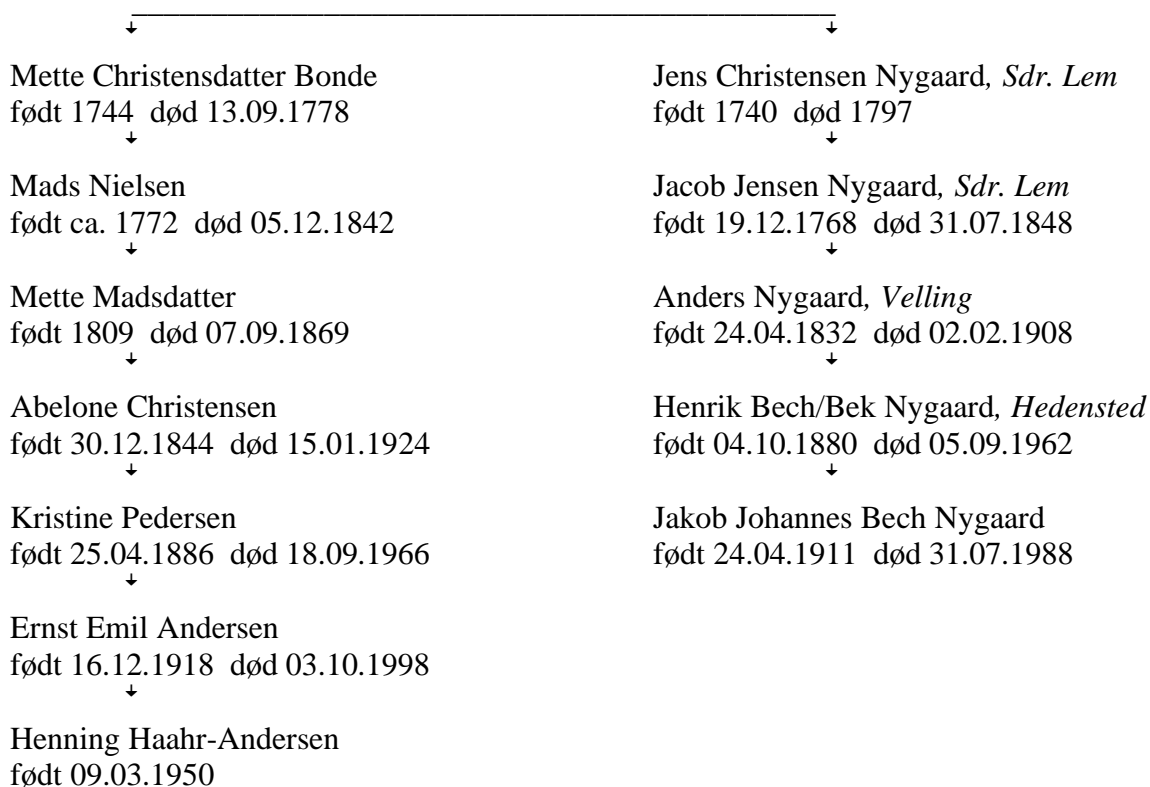 Mette Christensdatter Bonde
født 1744 død 13.09.1778
Mads Nielsen
født ca. 1772 død 05.12.1842
Mette Madsdatter
født 1809 død 07.09.1869
Abelone Christensen
født 30.12.1844 død 15.01.1924
Kristine Pedersen
født 25.04.1886 død 18.09.1966
Ernst Emil Andersen
født 16.12.1918 død 03.10.1998
Henning Haahr-Andersen
født 09.03.1950
Jens Christensen Nygaard, Sdr. Lem
født 1740 død 1797
Jacob Jensen Nygaard, Sdr. Lem
født 19.12.1768 død 31.07.1848
Anders Nygaard, Velling
født 24.04.1832 død 02.02.1908
Henrik Bech/Bek Nygaard, Hedensted
født 04.10.1880 død 05.09.1962
Jakob Johannes Bech Nygaard
født 24.04.1911 død 31.07.1988